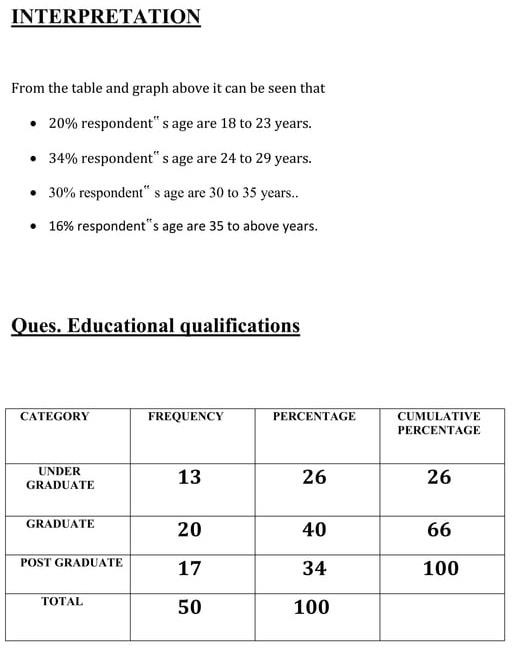 INTERPRETATION
From the table and graph above it can be seen that
• 20% respondent‟ s age are 18 to 23 years.
• 34% respondent‟ s age are 24 to 29 years.
• 30% respondent‟ s age are 30 to 35 years..
• 16% respondent‟s age are 35 to above years.
Ques. Educational qualifications
CATEGORY FREQUENCY PERCENTAGE CUMULATIVE
PERCENTAGE
UNDER
GRADUATE 13 26 26
GRADUATE 20 40 66
POST GRADUATE 17 34 100
TOTAL 50 100